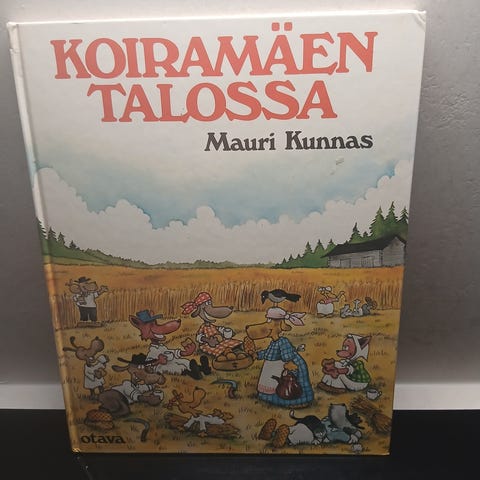 KOIRAMÄEN
TALOSSA
Mauri Kunnas
otava